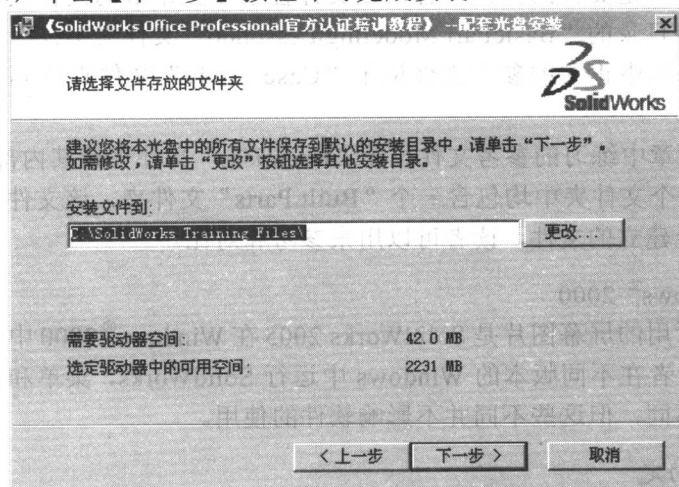 《SolidWorks Office Professional官方认证培训教程》 --配套光盘安装
请选择文件存放的文件夹
SolidWorks
建议您将本光盘中的所有文件保存到默认的安装目录中，请单击“下一步”。
如需修改，请单击“更改”按钮选择其他安装目录。
安装文件到:
\SolidWorks Training Files\
更改...
需要驱动器空间: 42.0 MB
选定驱动器中的可用空间: 2231 MB
< 上一步 下一步 > 取消